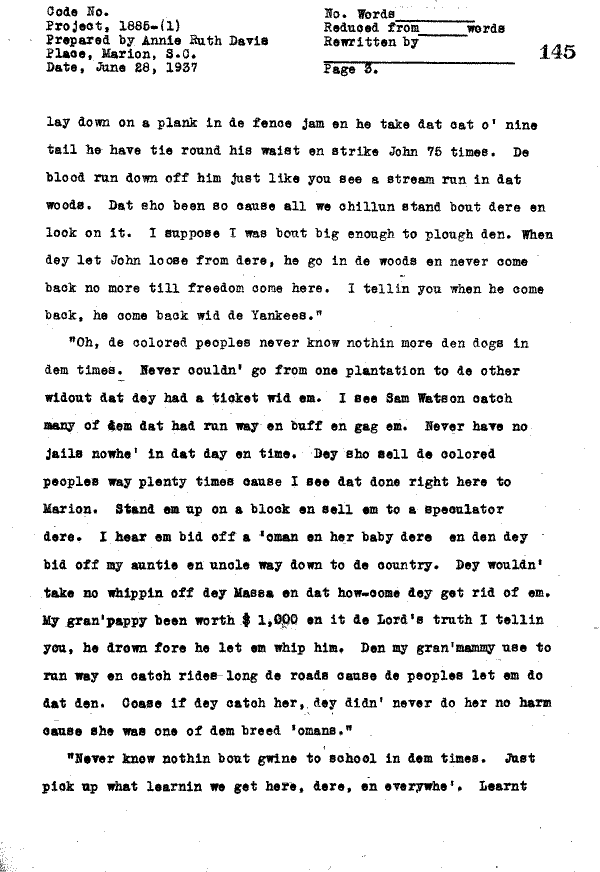 Code No.
Project, 1885-(1)
Prepared by Annie Ruth Davis
Place, Marion, S.C.
Date, June 28, 1937
No. Words
Reduced from words
Rewritten by
Page 3.
145
lay down on a plank in de fence jam en he take dat cat o' nine
tail he have tie round his waist en strike John 75 times. De
blood run down off him just like you see a stream run in dat
woods. Dat sho been so cause all we chillun stand bout dere en
look on it. I suppose I was bout big enough to plough den. When
dey let John loose from dere, he go in de woods en never come
back no more till freedom come here. I tellin you when he come
back, he come back wid de Yankees."
"Oh, de colored peoples never know nothin more den dogs in
dem times. Never couldn' go from one plantation to de other
widout dat dey had a ticket wid em. I see Sam Watson catch
many of dem dat had run way en buff en gag em. Never have no
jails nowhe' in dat day en time. Dey sho sell de colored
peoples way plenty times cause I see dat done right here to
Marion. Stand em up on a block en sell em to a speculator
dere. I hear em bid off a 'oman en her baby dere en den dey
bid off my auntie en uncle way down to de country. Dey wouldn'
take no whippin off dey Massa en dat how-come dey get rid of em.
My gran'pappy been worth $ 1,000 en it de Lord's truth I tellin
you, he drown fore he let em whip him. Den my gran'mammy use to
run way en catch rides long de roads cause de peoples let em do
dat den. Coase if dey catch her, dey didn' never do her no harm
cause she was one of dem breed 'omans."
"Never know nothin bout gwine to school in dem times. Just
pick up what learnin we get here, dere, en everywhe'. Learnt